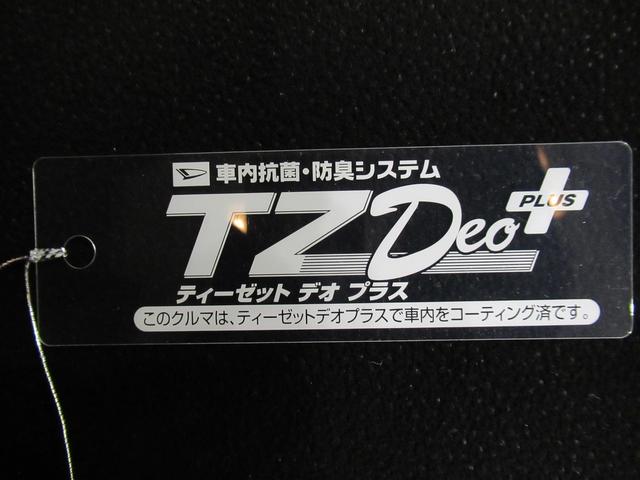 車内抗菌・防臭システム
TZDeo
PLUS
ティーゼット デオ プラス
このクルマは、ティーゼットデオプラスで車内をコーティング済です。